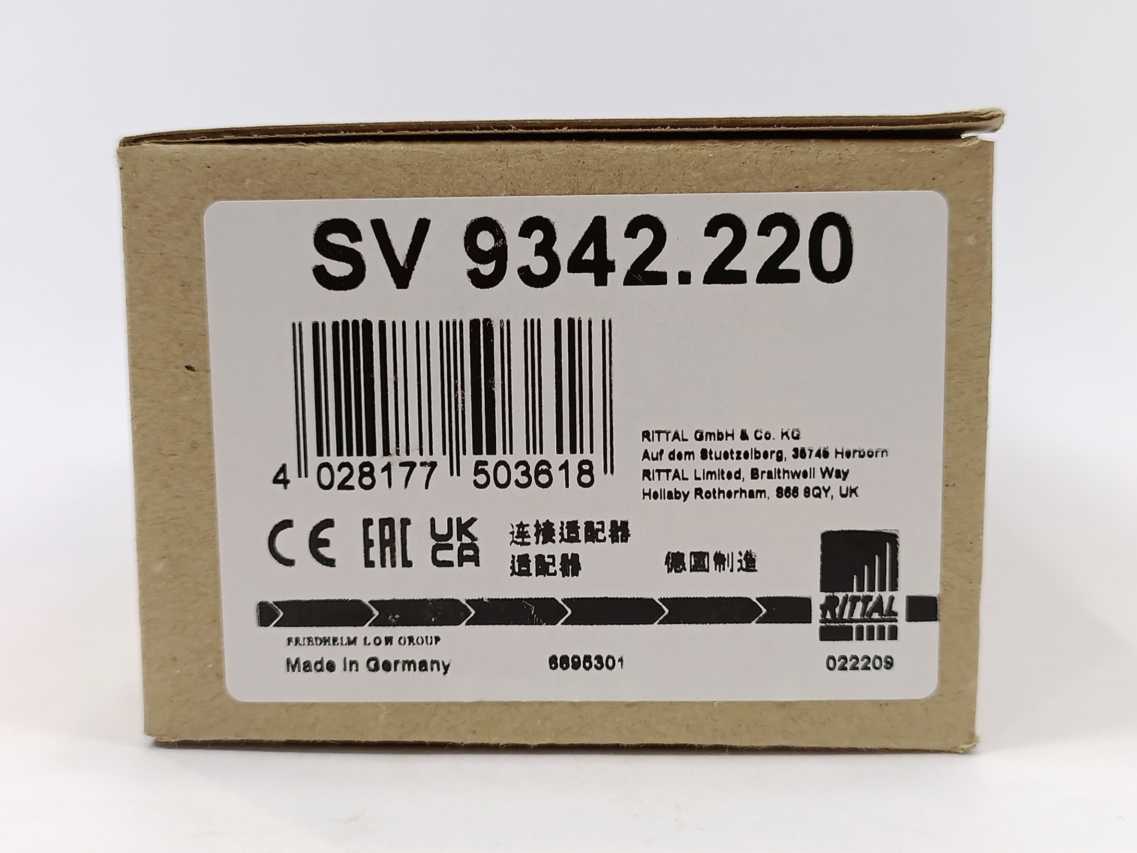 SV 9342.220
4 028177 503618
RITTAL GmbH & Co. KG
Auf dem Stuetzelberg, 35745 Herborn
RITTAL Limited, Braithwell Way
Hellaby Rotherham, S66 8QY, UK
CE EAC UK CA
连接适配器
适配器
德國制造
RITTAL
FRIEDHELM LOH GROUP
Made in Germany
6695301
022209